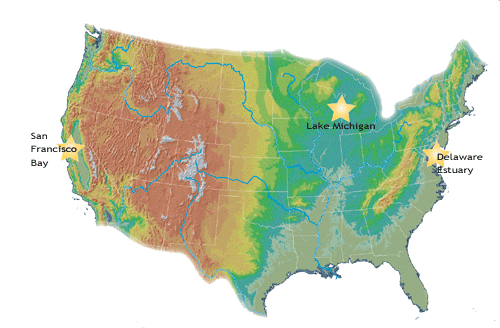 Lake Michigan
San
Francisco
Bay
Delaware
Estuary